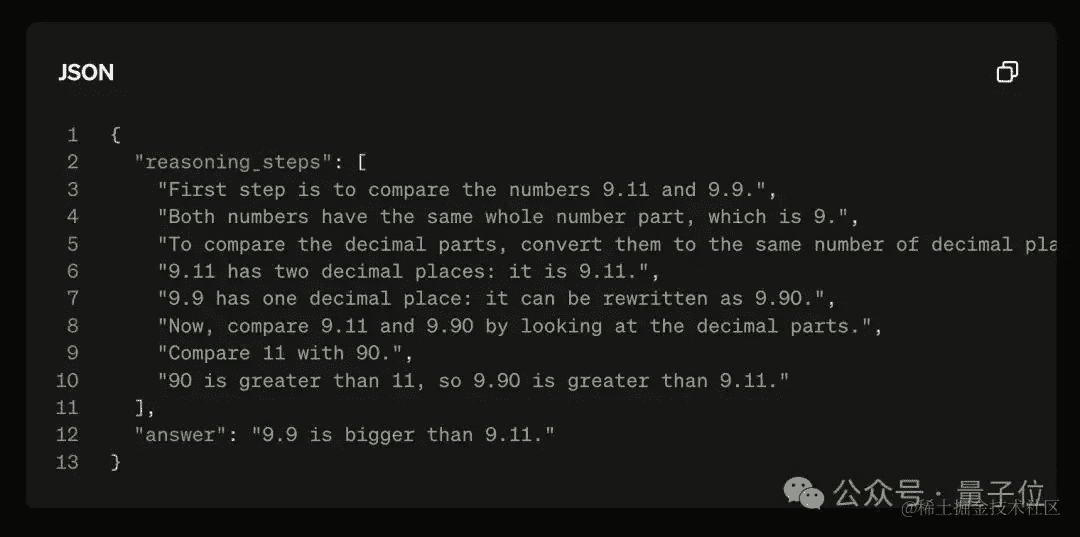 JSON
1 {
2 "reasoning_steps": [
3 "First step is to compare the numbers 9.11 and 9.9.",
4 "Both numbers have the same whole number part, which is 9.",
5 "To compare the decimal parts, convert them to the same number of decimal pla
6 "9.11 has two decimal places: it is 9.11.",
7 "9.9 has one decimal place: it can be rewritten as 9.90.",
8 "Now, compare 9.11 and 9.90 by looking at the decimal parts.",
9 "Compare 11 with 90.",
10 "90 is greater than 11, so 9.90 is greater than 9.11."
11 ],
12 "answer": "9.9 is bigger than 9.11."
13 }
公众号 · 量子位
@稀土掘金技术社区